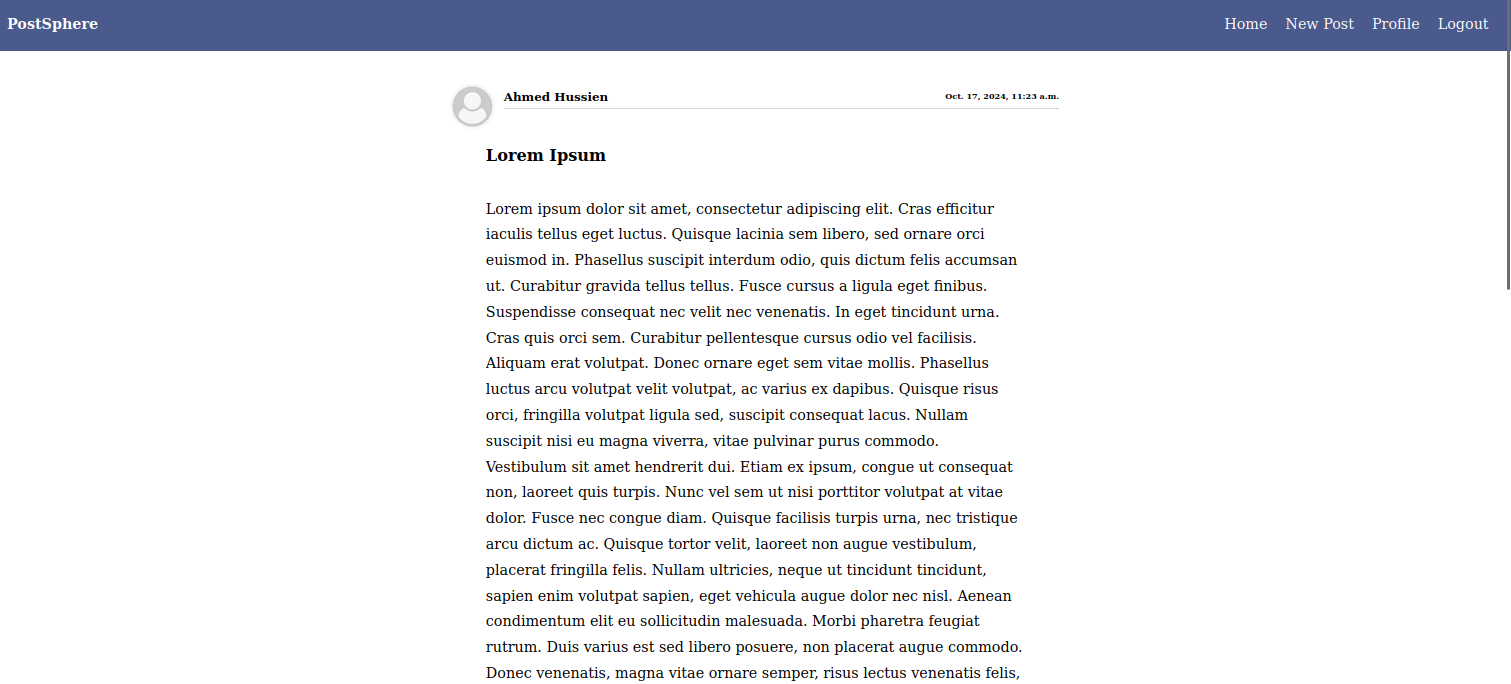 PostSphere
Home New Post Profile Logout
Ahmed Hussien
Oct. 17, 2024, 11:23 a.m.
Lorem Ipsum
Lorem ipsum dolor sit amet, consectetur adipiscing elit. Cras efficitur
iaculis tellus eget luctus. Quisque lacinia sem libero, sed ornare orci
euismod in. Phasellus suscipit interdum odio, quis dictum felis accumsan
ut. Curabitur gravida tellus tellus. Fusce cursus a ligula eget finibus.
Suspendisse consequat nec velit nec venenatis. In eget tincidunt urna.
Cras quis orci sem. Curabitur pellentesque cursus odio vel facilisis.
Aliquam erat volutpat. Donec ornare eget sem vitae mollis. Phasellus
luctus arcu volutpat velit volutpat, ac varius ex dapibus. Quisque risus
orci, fringilla volutpat ligula sed, suscipit consequat lacus. Nullam
suscipit nisi eu magna viverra, vitae pulvinar purus commodo.
Vestibulum sit amet hendrerit dui. Etiam ex ipsum, congue ut consequat
non, laoreet quis turpis. Nunc vel sem ut nisi porttitor volutpat at vitae
dolor. Fusce nec congue diam. Quisque facilisis turpis urna, nec tristique
arcu dictum ac. Quisque tortor velit, laoreet non augue vestibulum,
placerat fringilla felis. Nullam ultricies, neque ut tincidunt tincidunt,
sapien enim volutpat sapien, eget vehicula augue dolor nec nisl. Aenean
condimentum elit eu sollicitudin malesuada. Morbi pharetra feugiat
rutrum. Duis varius est sed libero posuere, non placerat augue commodo.
Donec venenatis, magna vitae ornare semper, risus lectus venenatis felis,